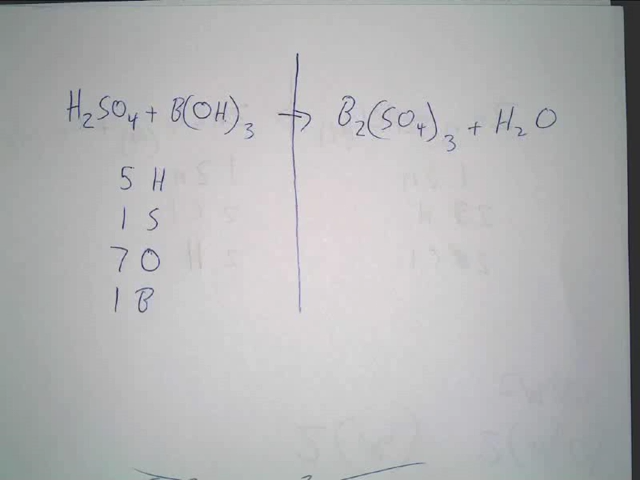 H₂SO₄ + B(OH)₃ → B₂(SO₄)₃ + H₂O
5 H
1 S
7 O
1 B